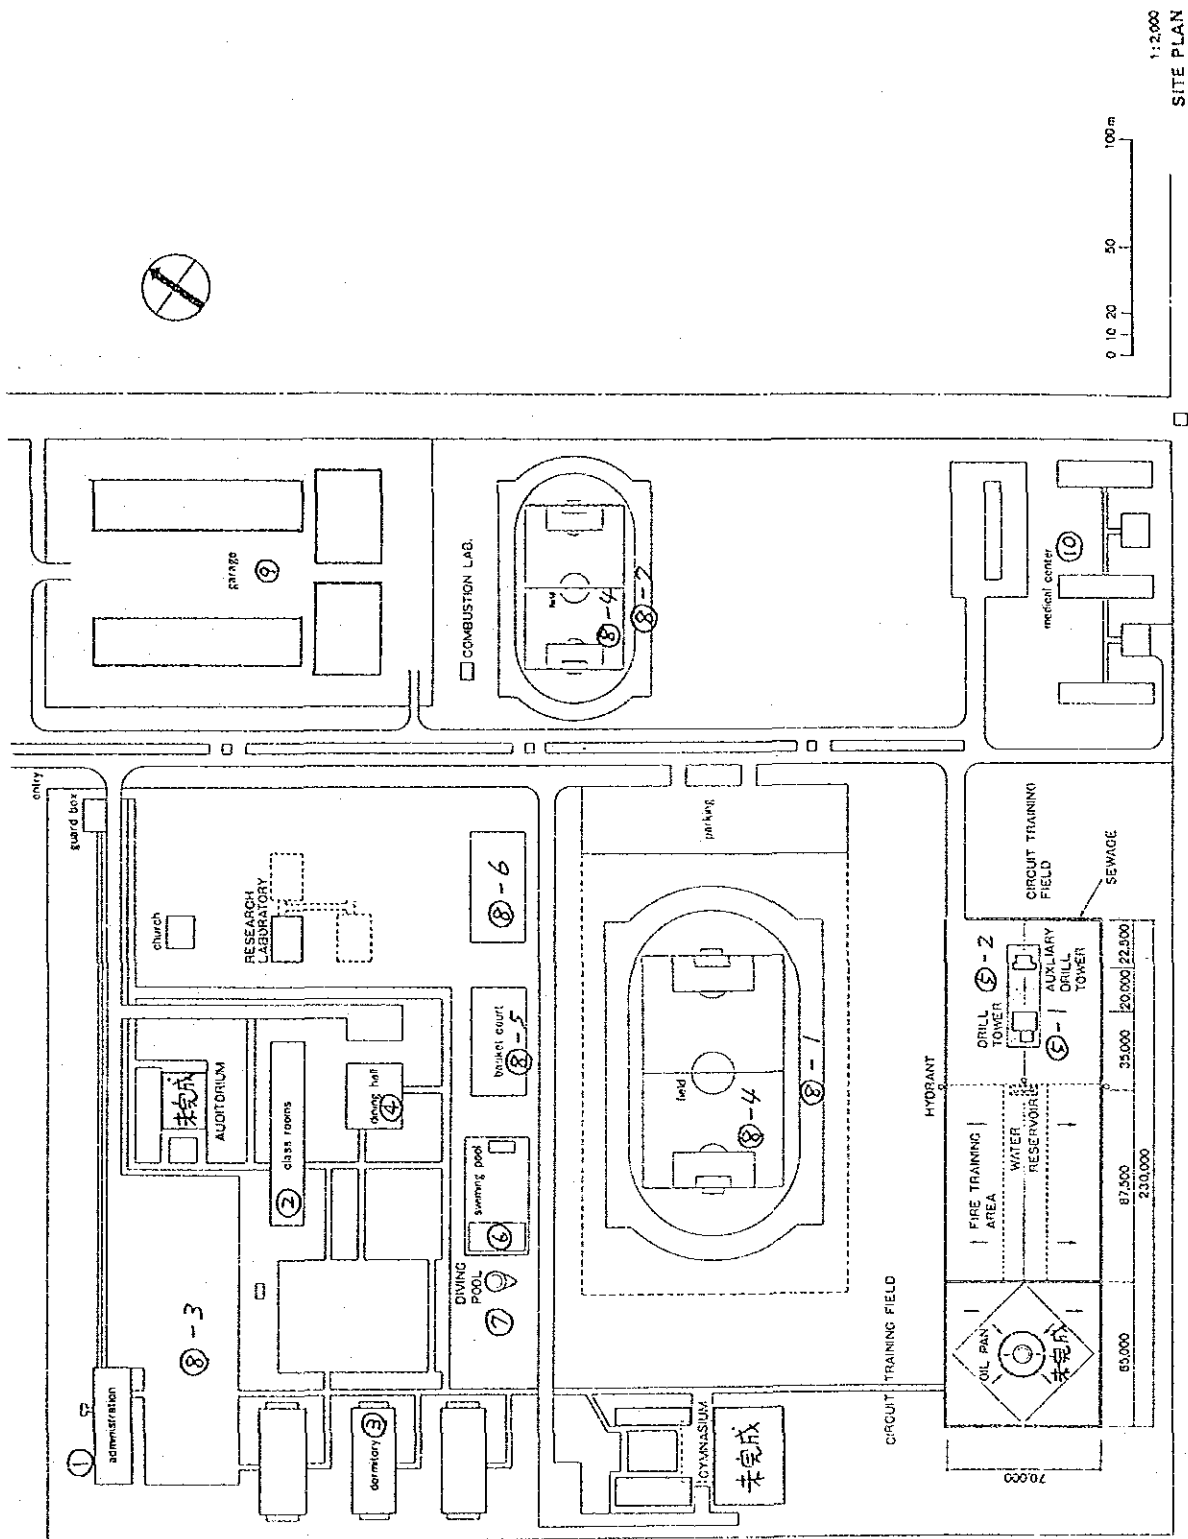 1:2,000
SITE PLAN
0 10 20 50 100m
entry
guard box
garage
⑨
COMBUSTION LAB.
field
⑧-4
⑧-2
medical center
⑩
church
RESEARCH
LABORATORY
⑧-6
parking
CIRCUIT TRAINING
FIELD
SEWAGE
未完成
AUDITORIUM
class rooms
②
dining hall
④
basket court
⑧-5
swiming pool
⑥
DIVING
POOL
⑦
field
⑧-4
⑧-1
HYDRANT
DRILL
TOWER
⑤-2
⑤-1
AUXLIARY
DRILL
TOWER
FIRE TRAINING
AREA
WATER
RESERVOIR
OIL PAN
未完成
①
administration
⑧-3
dormitory
③
GYMNASIUM
未完成
CIRCUIT TRAINING FIELD
65,000 87,500 35,000 20,000 22,500
230,000
70,000